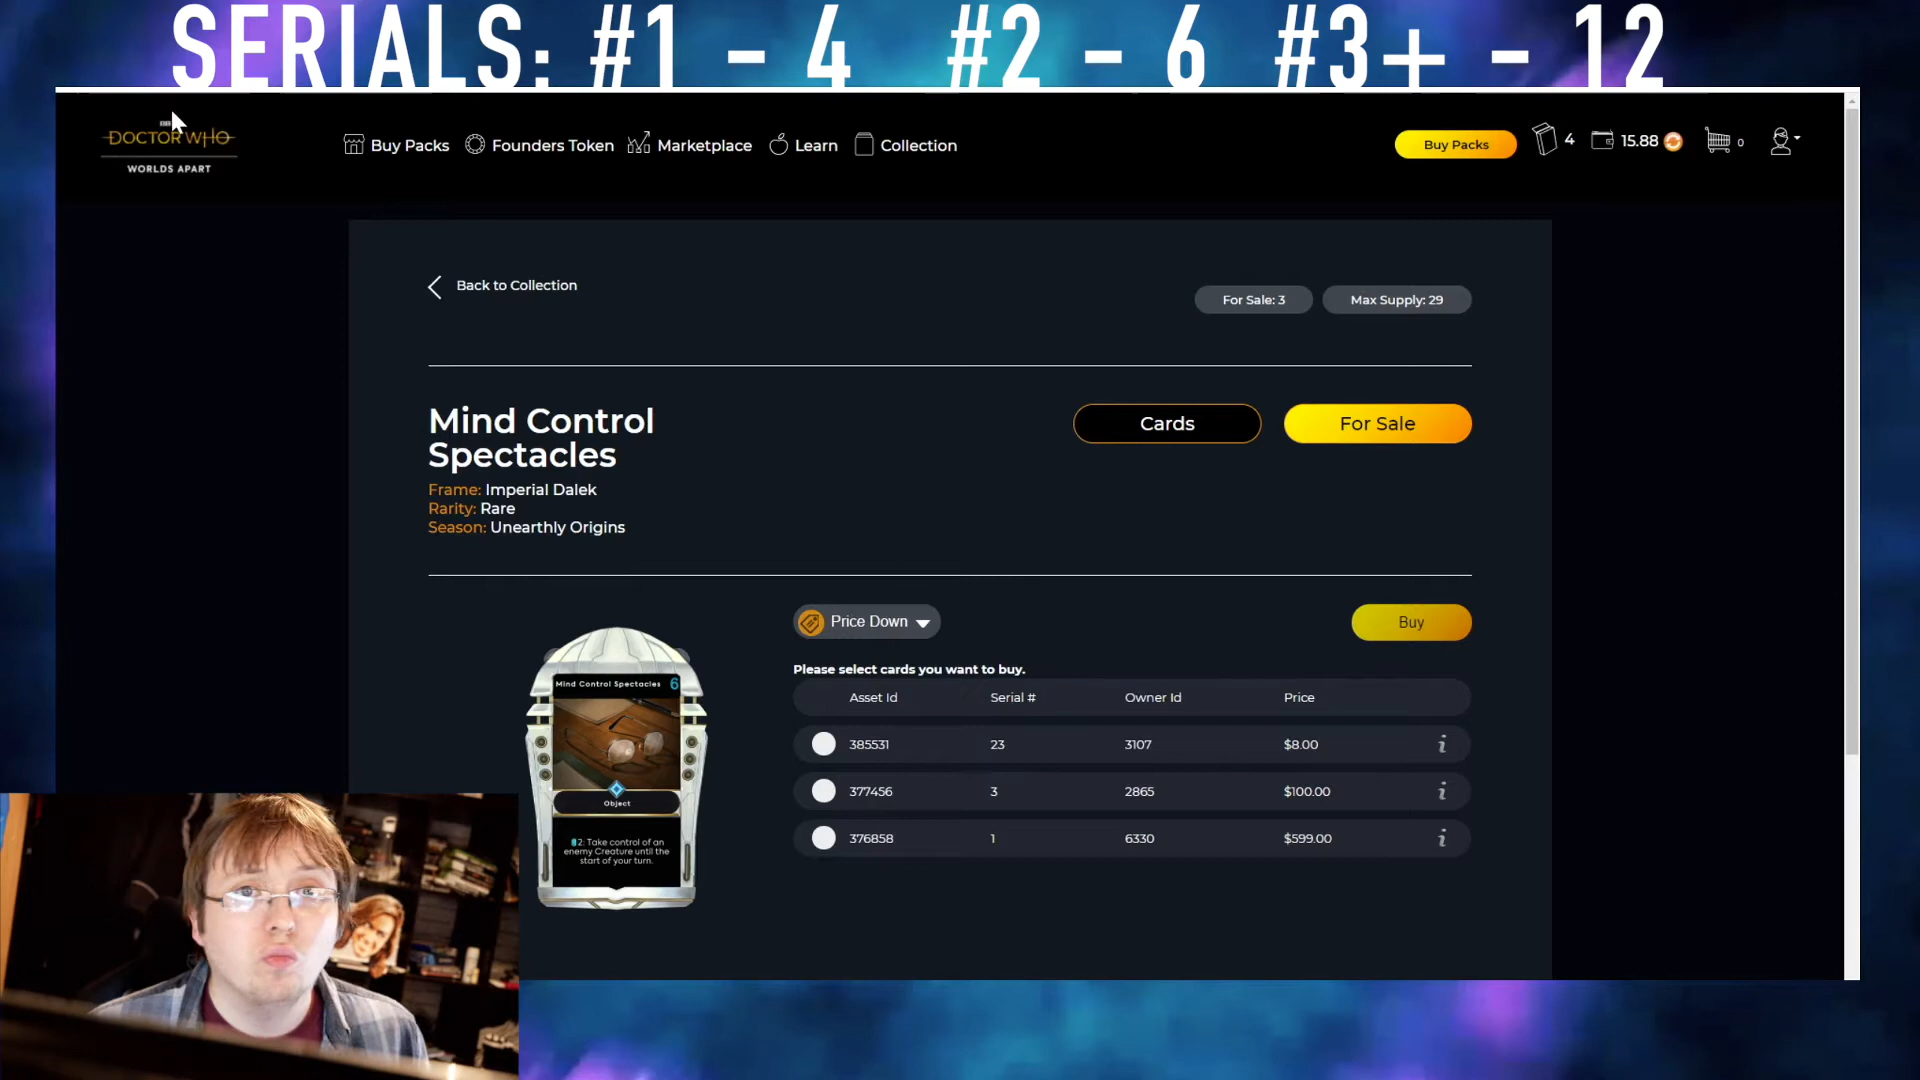 SERIALS: #1 - 4 #2 - 6 #3+ - 12
BBC
DOCTOR WHO
WORLDS APART
Buy Packs
Founders Token
Marketplace
Learn
Collection
Buy Packs
4
15.88
0
Back to Collection
For Sale: 3
Max Supply: 29
Mind Control
Spectacles
Cards
For Sale
Frame: Imperial Dalek
Rarity: Rare
Season: Unearthly Origins
Price Down
Buy
Please select cards you want to buy.
Asset Id Serial # Owner Id Price
385531 23 3107 $8.00 i
377456 3 2865 $100.00 i
376858 1 6330 $599.00 i
Mind Control Spectacles 6
Object
2: Take control of an
enemy Creature until the
start of your turn.